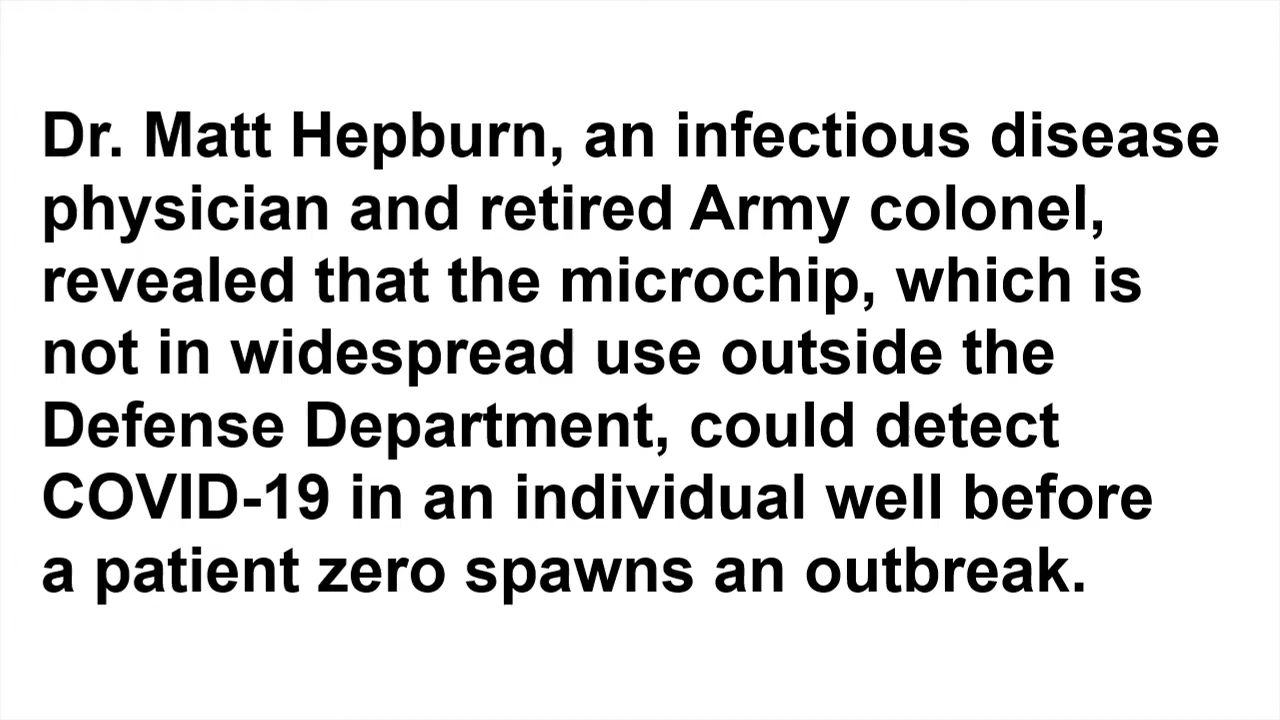 Dr. Matt Hepburn, an infectious disease
physician and retired Army colonel,
revealed that the microchip, which is
not in widespread use outside the
Defense Department, could detect
COVID-19 in an individual well before
a patient zero spawns an outbreak.